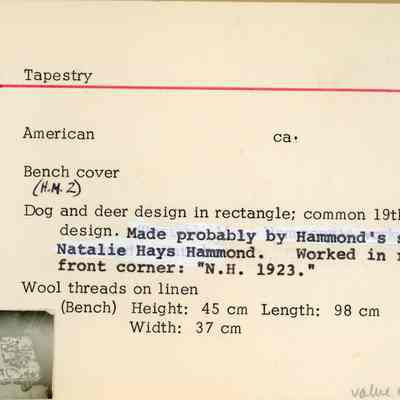 Tapestry
American ca.
Bench cover
(H.M.Z)
Dog and deer design in rectangle; common 19th
design. Made probably by Hammond's s
Natalie Hays Hammond. Worked in r
front corner: "N.H. 1923."
Wool threads on linen
(Bench) Height: 45 cm Length: 98 cm
Width: 37 cm
value